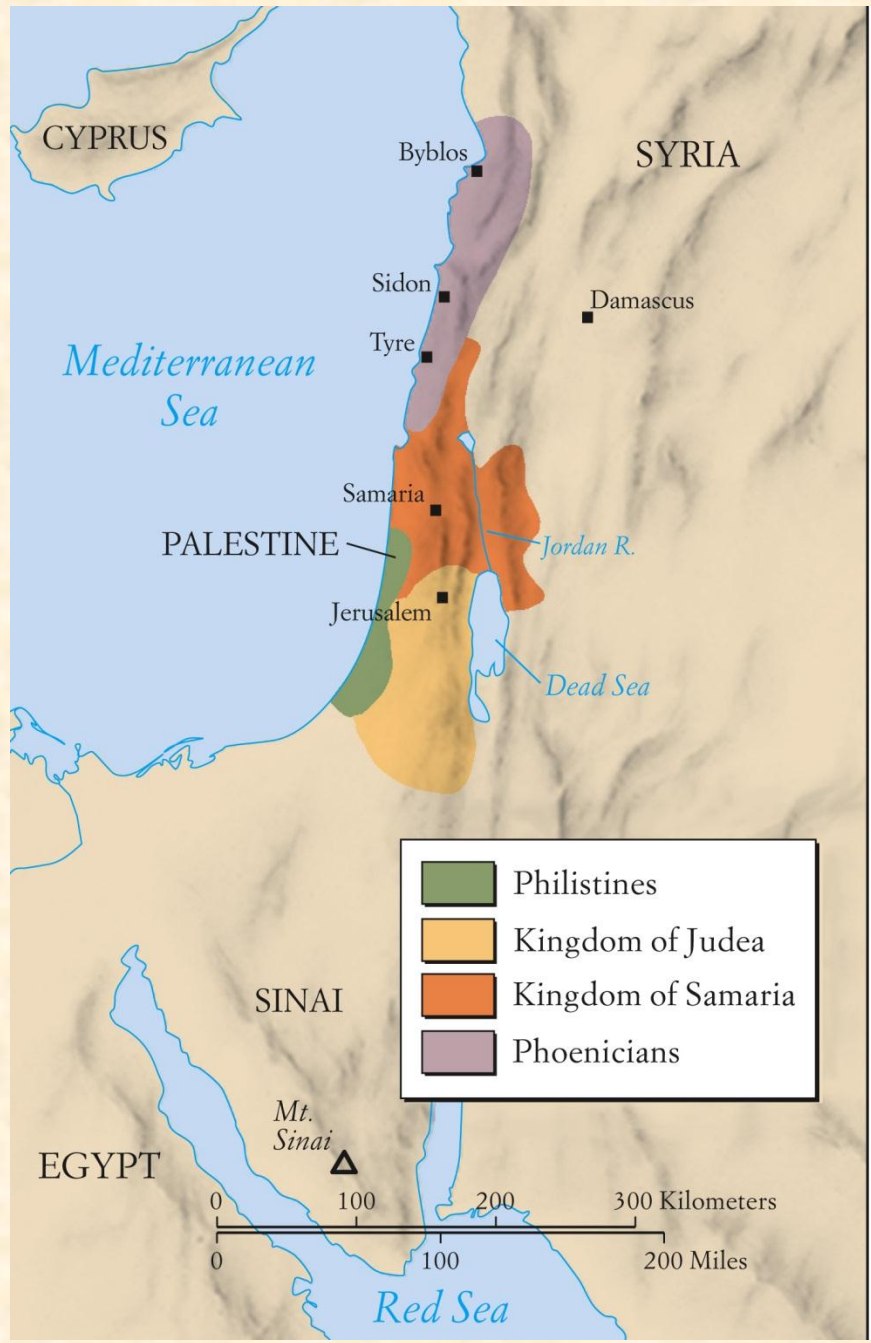 CYPRUS
Byblos
SYRIA
Sidon
Damascus
Tyre
Mediterranean
Sea
Samaria
PALESTINE
Jordan R.
Jerusalem
Dead Sea
Philistines
Kingdom of Judea
Kingdom of Samaria
Phoenicians
SINAI
Mt.
Sinai
EGYPT
0 100 200 300 Kilometers
0 100 200 Miles
Red Sea